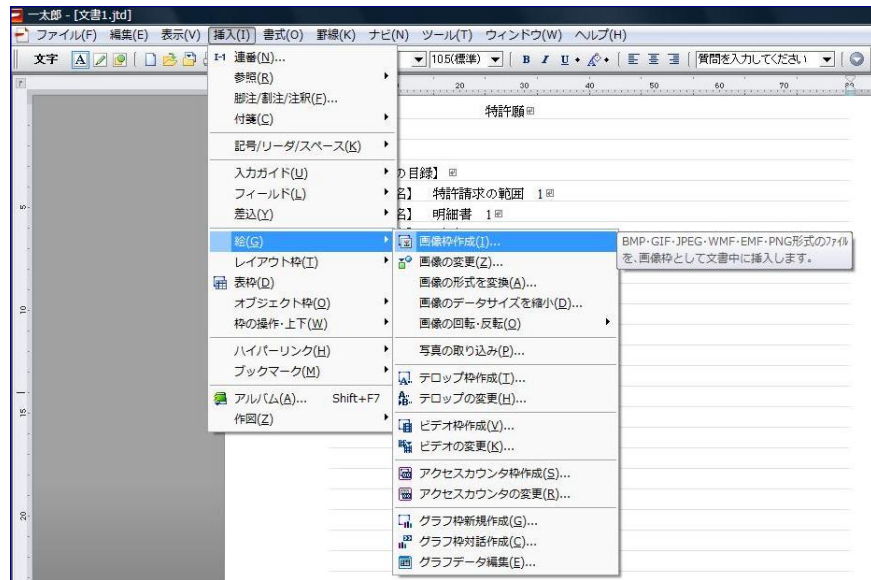 一太郎 - [文書1.jtd]
ファイル(F) 編集(E) 表示(V) 挿入(I) 書式(O) 罫線(K) ナビ(N) ツール(T) ウィンドウ(W) ヘルプ(H)
文字 A 10.5(標準) B I U 質問を入力してください
20 30 40 50 60 70 80
連番(N)...
参照(R)
脚注/割注/注釈(F)...
付箋(C)
記号/リーダ/スペース(K)
入力ガイド(U)
フィールド(L)
差込(Y)
絵(G)
レイアウト枠(T)
表枠(D)
オブジェクト枠(O)
枠の操作・上下(W)
ハイパーリンク(H)
ブックマーク(M)
アルバム(A)... Shift+F7
作図(Z)
特許願
の目録】
名】 特許請求の範囲 1
名】 明細書 1
画像枠作成(I)...
画像の変更(Z)...
画像の形式を変換(A)...
画像のデータサイズを縮小(D)...
画像の回転・反転(O)
写真の取り込み(P)...
テロップ枠作成(T)...
テロップの変更(H)...
ビデオ枠作成(V)...
ビデオの変更(K)...
アクセスカウンタ枠作成(S)...
アクセスカウンタの変更(R)...
グラフ枠新規作成(G)...
グラフ枠対話作成(C)...
グラフデータ編集(E)...
BMP・GIF・JPEG・WMF・EMF・PNG形式のファイル
を、画像枠として文書中に挿入します。
5
10
15
20